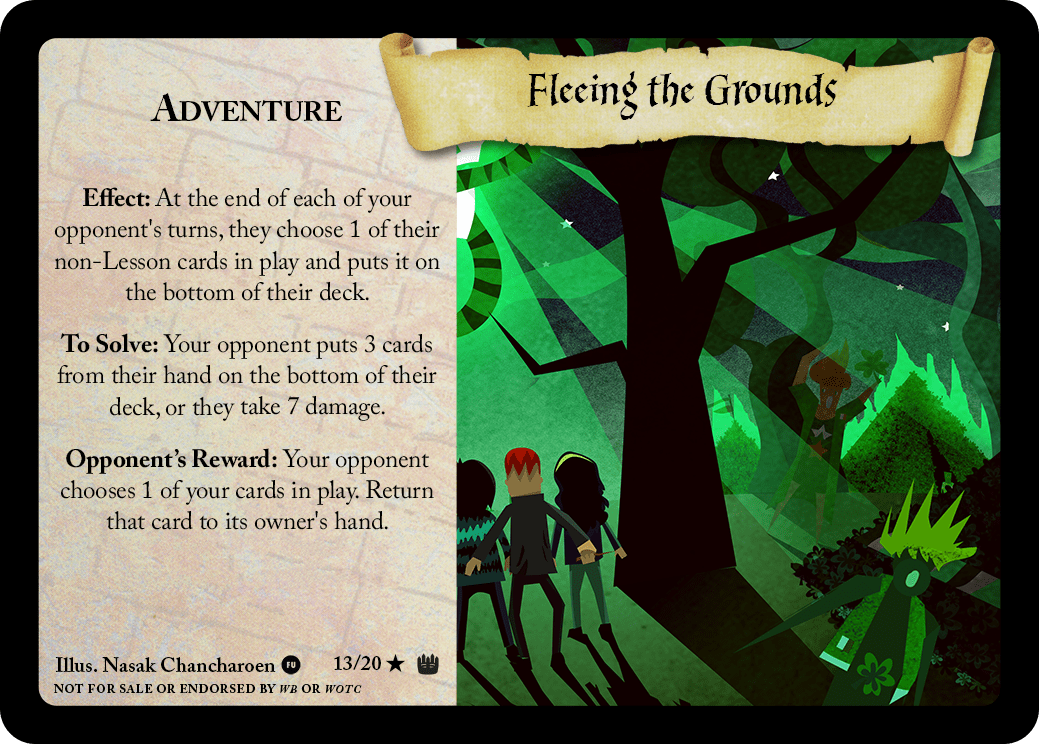 Fleeing the Grounds
ADVENTURE
Effect: At the end of each of your
opponent's turns, they choose 1 of their
non-Lesson cards in play and puts it on
the bottom of their deck.
To Solve: Your opponent puts 3 cards
from their hand on the bottom of their
deck, or they take 7 damage.
Opponent’s Reward: Your opponent
chooses 1 of your cards in play. Return
that card to its owner's hand.
Illus. Nasak Chancharoen FU 13/20 ★
NOT FOR SALE OR ENDORSED BY WB OR WOTC